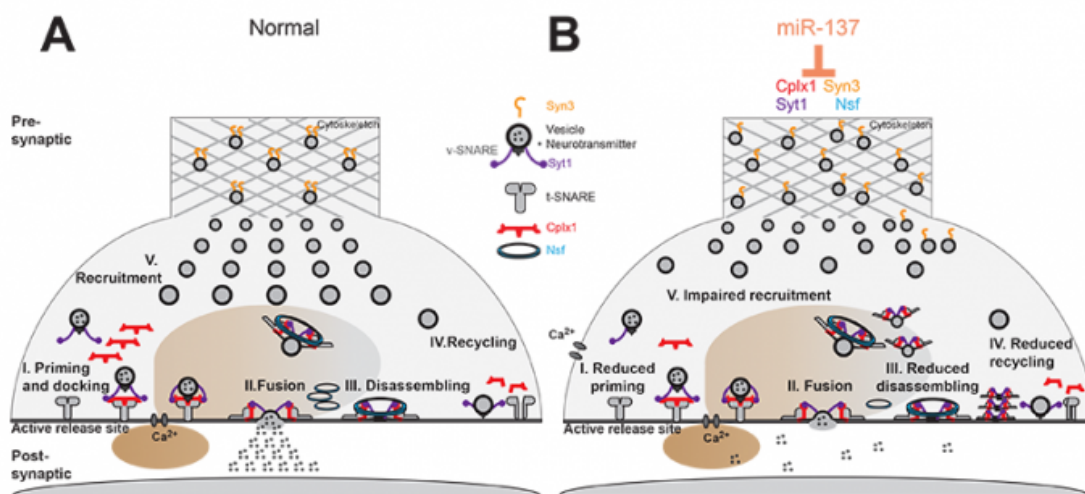 A
Normal
Pre-
synaptic
Cytoskeleton
V.
Recruitment
I. Priming
and docking
II.Fusion
III. Disassembling
IV.Recycling
Active release site
Ca2+
Post-
synaptic
Syn3
Vesicle
+ Neurotransmitter
v-SNARE
Syt1
t-SNARE
Cplx1
Nsf
B
miR-137
Cplx1 Syn3
Syt1 Nsf
Cytoskeleton
V. Impaired recruitment
Ca2+
I. Reduced
priming
II. Fusion
III. Reduced
disassembling
IV. Reduced
recycling
Active release site
Ca2+